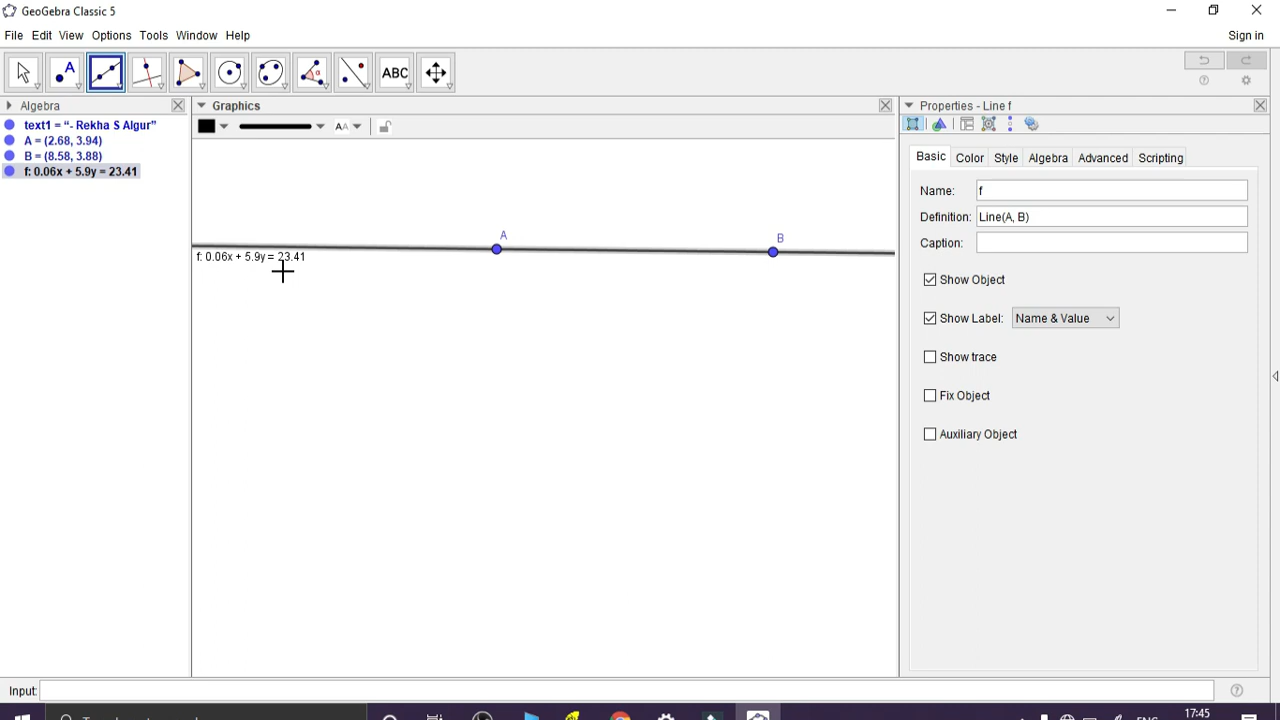 GeoGebra Classic 5
File Edit View Options Tools Window Help
Sign in
A
ABC
α
Algebra
Graphics
Properties - Line f
AA
text1 = “- Rekha S Algur”
A = (2.68, 3.94)
B = (8.58, 3.88)
f: 0.06x + 5.9y = 23.41
A
B
f: 0.06x + 5.9y = 23.41
Basic Color Style Algebra Advanced Scripting
Name: f
Definition: Line(A, B)
Caption:
Show Object
Show Label: Name & Value
Show trace
Fix Object
Auxiliary Object
Input:
17:45